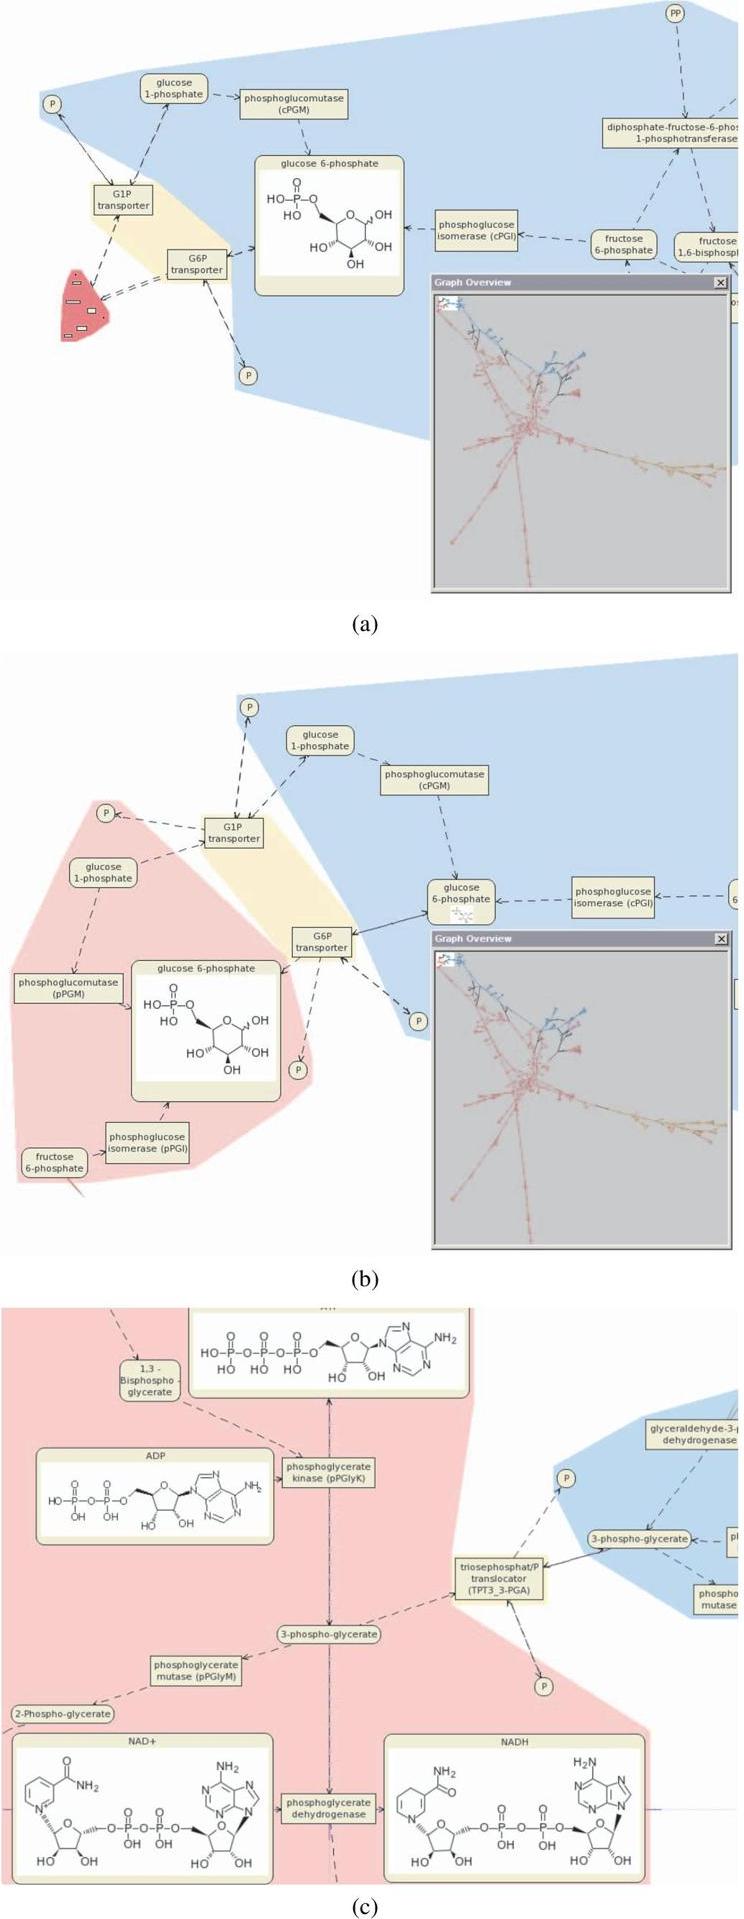 PP
glucose
1-phosphate
P
phosphoglucomutase
(cPGM)
diphosphate-fructose-6-phos
1-phosphotransferase
glucose 6-phosphate
G1P
transporter
phosphoglucose
isomerase (cPGI)
fructose
6-phosphate
fructose
1,6-bisphosph
G6P
transporter
P
Graph Overview
(a)
P
glucose
1-phosphate
phosphoglucomutase
(cPGM)
P
G1P
transporter
glucose
1-phosphate
glucose
6-phosphate
phosphoglucose
isomerase (cPGI)
6
G6P
transporter
Graph Overview
glucose 6-phosphate
phosphoglucomutase
(pPGM)
P
P
phosphoglucose
isomerase (pPGI)
fructose
6-phosphate
(b)
1,3 -
Bisphospho -
glycerate
glyceraldehyde-3-p
dehydrogenase
ADP
phosphoglycerate
kinase (pPGlyK)
P
3-phospho-glycerate
triosephosphat/P
translocator
(TPT3_3-PGA)
phospho
mutase
3-phospho-glycerate
phosphoglycerate
mutase (pPGlyM)
P
2-Phospho-glycerate
NAD+
NADH
phosphoglycerate
dehydrogenase
(c)